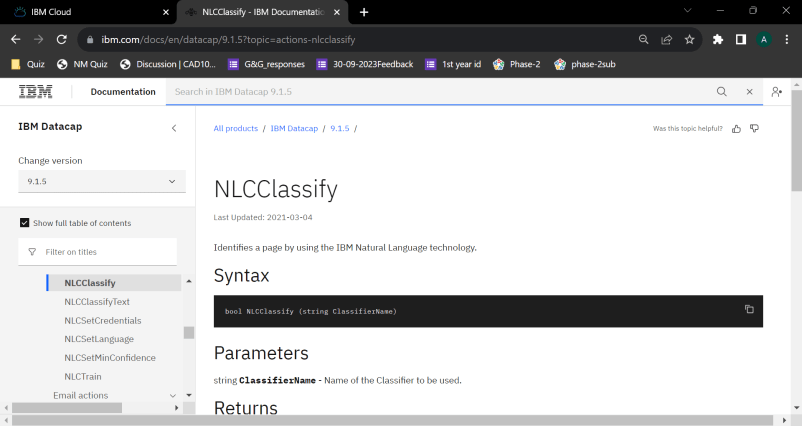 IBM Cloud
NLCClassify - IBM Documentatio
ibm.com/docs/en/datacap/9.1.5?topic=actions-nlcclassify
A
Quiz
NM Quiz
Discussion | CAD10...
G&G_responses
30-09-2023Feedback
1st year id
Phase-2
phase-2sub
IBM
Documentation
Search in IBM Datacap 9.1.5
IBM Datacap
Change version
9.1.5
Show full table of contents
Filter on titles
NLCClassify
NLCClassifyText
NLCSetCredentials
NLCSetLanguage
NLCSetMinConfidence
NLCTrain
Email actions
All products / IBM Datacap / 9.1.5 /
Was this topic helpful?
NLCClassify
Last Updated: 2021-03-04
Identifies a page by using the IBM Natural Language technology.
Syntax
bool NLCClassify (string ClassifierName)
Parameters
string ClassifierName - Name of the Classifier to be used.
Returns